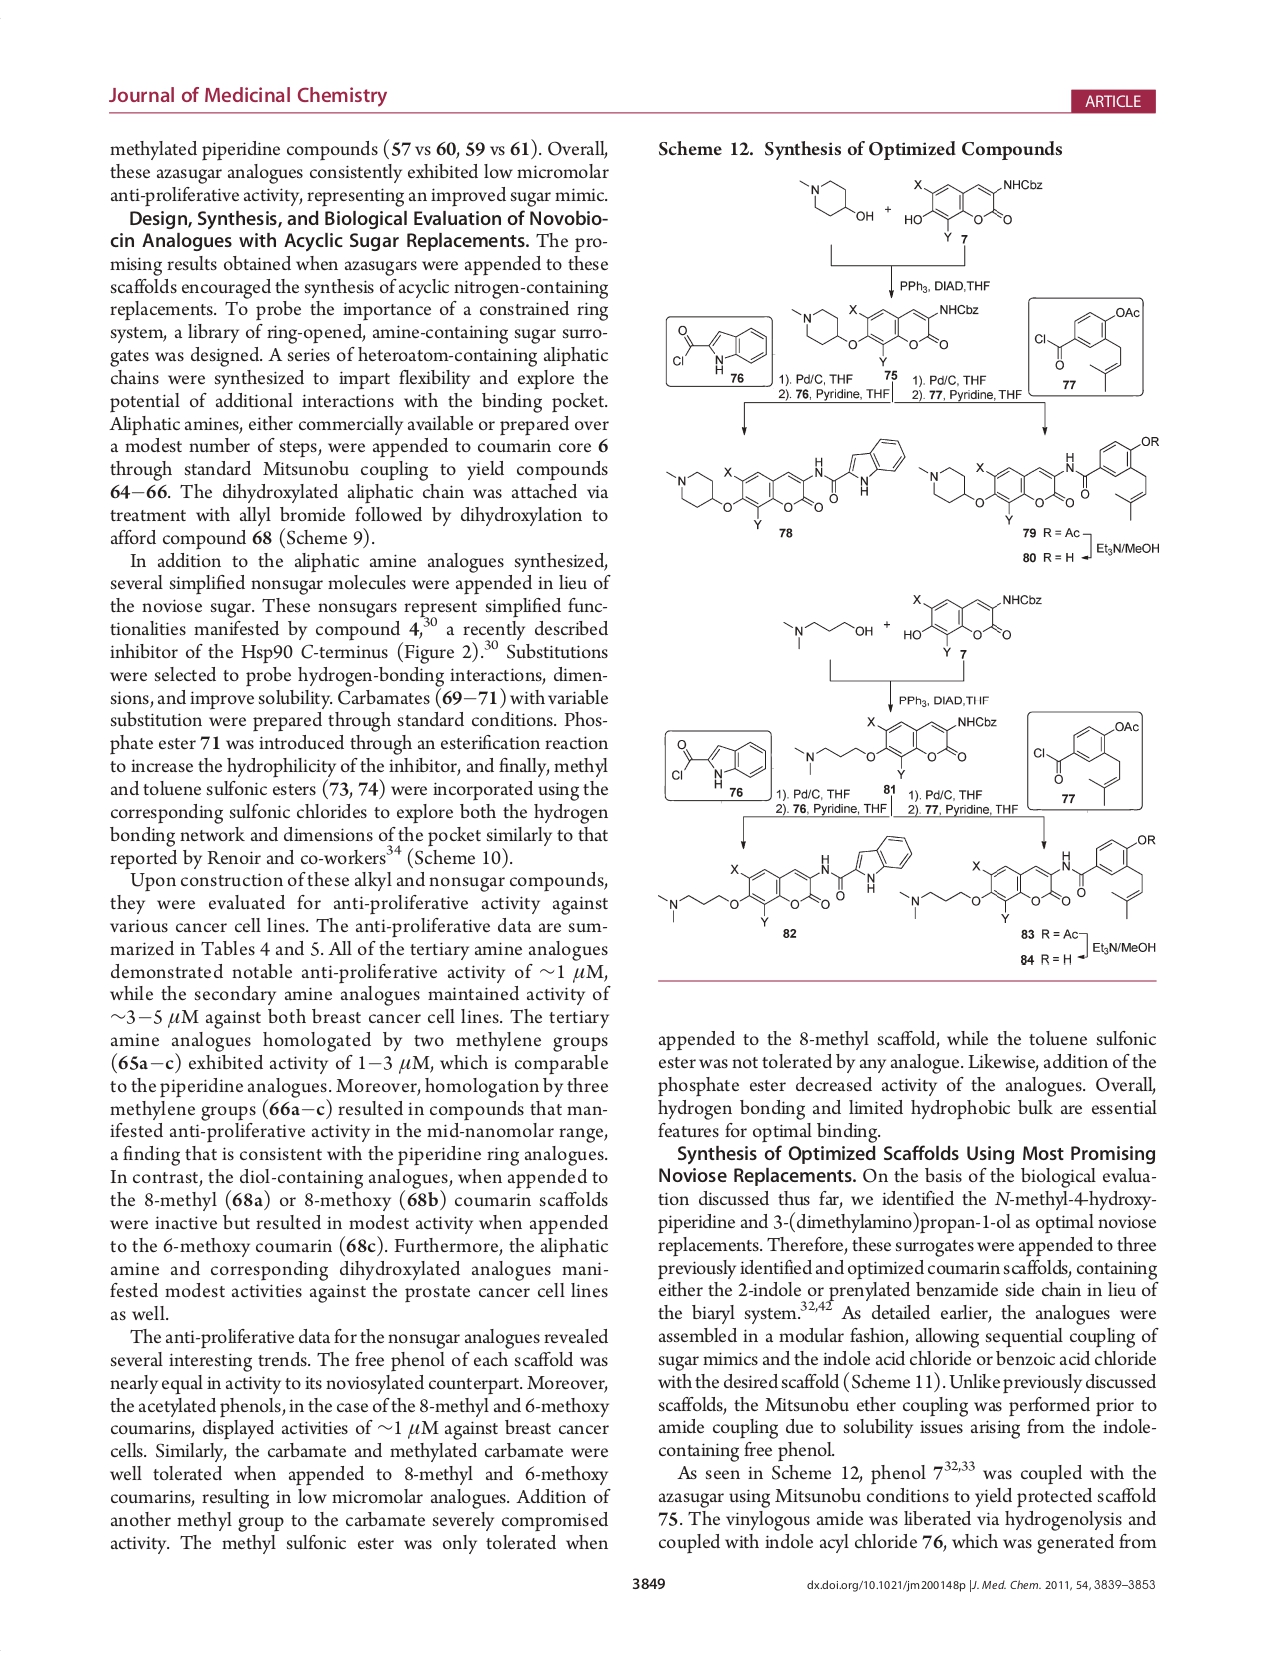 Journal of Medicinal Chemistry
ARTICLE
methylated piperidine compounds (57 vs 60, 59 vs 61). Overall,
these azasugar analogues consistently exhibited low micromolar
anti-proliferative activity, representing an improved sugar mimic.
Design, Synthesis, and Biological Evaluation of Novobio-
cin Analogues with Acyclic Sugar Replacements. The pro-
mising results obtained when azasugars were appended to these
scaffolds encouraged the synthesis of acyclic nitrogen-containing
replacements. To probe the importance of a constrained ring
system, a library of ring-opened, amine-containing sugar surro-
gates was designed. A series of heteroatom-containing aliphatic
chains were synthesized to impart flexibility and explore the
potential of additional interactions with the binding pocket.
Aliphatic amines, either commercially available or prepared over
a modest number of steps, were appended to coumarin core 6
through standard Mitsunobu coupling to yield compounds
64−66. The dihydroxylated aliphatic chain was attached via
treatment with allyl bromide followed by dihydroxylation to
afford compound 68 (Scheme 9).
In addition to the aliphatic amine analogues synthesized,
several simplified nonsugar molecules were appended in lieu of
the noviose sugar. These nonsugars represent simplified func-
tionalities manifested by compound 4,30 a recently described
inhibitor of the Hsp90 C-terminus (Figure 2).30 Substitutions
were selected to probe hydrogen-bonding interactions, dimen-
sions, and improve solubility. Carbamates (69−71) with variable
substitution were prepared through standard conditions. Phos-
phate ester 71 was introduced through an esterification reaction
to increase the hydrophilicity of the inhibitor, and finally, methyl
and toluene sulfonic esters (73, 74) were incorporated using the
corresponding sulfonic chlorides to explore both the hydrogen
bonding network and dimensions of the pocket similarly to that
reported by Renoir and co-workers34 (Scheme 10).
Upon construction of these alkyl and nonsugar compounds,
they were evaluated for anti-proliferative activity against
various cancer cell lines. The anti-proliferative data are sum-
marized in Tables 4 and 5. All of the tertiary amine analogues
demonstrated notable anti-proliferative activity of ∼1 μM,
while the secondary amine analogues maintained activity of
∼3−5 μM against both breast cancer cell lines. The tertiary
amine analogues homologated by two methylene groups
(65a−c) exhibited activity of 1−3 μM, which is comparable
to the piperidine analogues. Moreover, homologation by three
methylene groups (66a−c) resulted in compounds that man-
ifested anti-proliferative activity in the mid-nanomolar range,
a finding that is consistent with the piperidine ring analogues.
In contrast, the diol-containing analogues, when appended to
the 8-methyl (68a) or 8-methoxy (68b) coumarin scaffolds
were inactive but resulted in modest activity when appended
to the 6-methoxy coumarin (68c). Furthermore, the aliphatic
amine and corresponding dihydroxylated analogues mani-
fested modest activities against the prostate cancer cell lines
as well.
The anti-proliferative data for the nonsugar analogues revealed
several interesting trends. The free phenol of each scaffold was
nearly equal in activity to its noviosylated counterpart. Moreover,
the acetylated phenols, in the case of the 8-methyl and 6-methoxy
coumarins, displayed activities of ∼1 μM against breast cancer
cells. Similarly, the carbamate and methylated carbamate were
well tolerated when appended to 8-methyl and 6-methoxy
coumarins, resulting in low micromolar analogues. Addition of
another methyl group to the carbamate severely compromised
activity. The methyl sulfonic ester was only tolerated when
Scheme 12. Synthesis of Optimized Compounds
N OH + X NHCbz HO O O Y 7
PPh3, DIAD,THF
O Cl N H 76
N O X NHCbz O O Y 75
OAc Cl O 77
1). Pd/C, THF
2). 76, Pyridine, THF
1). Pd/C, THF
2). 77, Pyridine, THF
N O X Y O O H N O N H 78
N O X Y O O H N O OR
79 R = Ac
80 R = H
Et3N/MeOH
N OH + X NHCbz HO O O Y 7
PPh3, DIAD,THF
O Cl N H 76
N O X NHCbz O O Y 81
OAc Cl O 77
1). Pd/C, THF
2). 76, Pyridine, THF
1). Pd/C, THF
2). 77, Pyridine, THF
N O X Y O O H N O N H 82
N O X Y O O H N O OR
83 R = Ac
84 R = H
Et3N/MeOH
appended to the 8-methyl scaffold, while the toluene sulfonic
ester was not tolerated by any analogue. Likewise, addition of the
phosphate ester decreased activity of the analogues. Overall,
hydrogen bonding and limited hydrophobic bulk are essential
features for optimal binding.
Synthesis of Optimized Scaffolds Using Most Promising
Noviose Replacements. On the basis of the biological evalua-
tion discussed thus far, we identified the N-methyl-4-hydroxy-
piperidine and 3-(dimethylamino)propan-1-ol as optimal noviose
replacements. Therefore, these surrogates were appended to three
previously identified and optimized coumarin scaffolds, containing
either the 2-indole or prenylated benzamide side chain in lieu of
the biaryl system.32,42 As detailed earlier, the analogues were
assembled in a modular fashion, allowing sequential coupling of
sugar mimics and the indole acid chloride or benzoic acid chloride
with the desired scaffold (Scheme 11). Unlike previously discussed
scaffolds, the Mitsunobu ether coupling was performed prior to
amide coupling due to solubility issues arising from the indole-
containing free phenol.
As seen in Scheme 12, phenol 732,33 was coupled with the
azasugar using Mitsunobu conditions to yield protected scaffold
75. The vinylogous amide was liberated via hydrogenolysis and
coupled with indole acyl chloride 76, which was generated from
3849
dx.doi.org/10.1021/jm200148p |J. Med. Chem. 2011, 54, 3839–3853